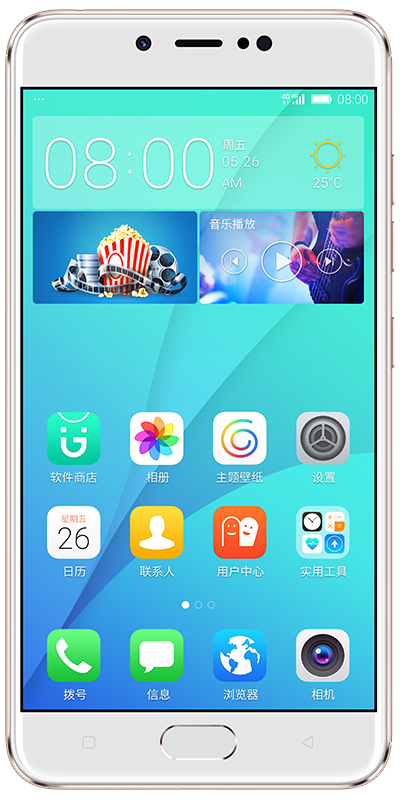 4G 4G 08:00
08:00
周五
05.26
AM
25°C
音乐播放
软件商店 相册 主题壁纸 设置
星期五
26
日历 联系人 用户中心 实用工具
拨号 信息 浏览器 相机